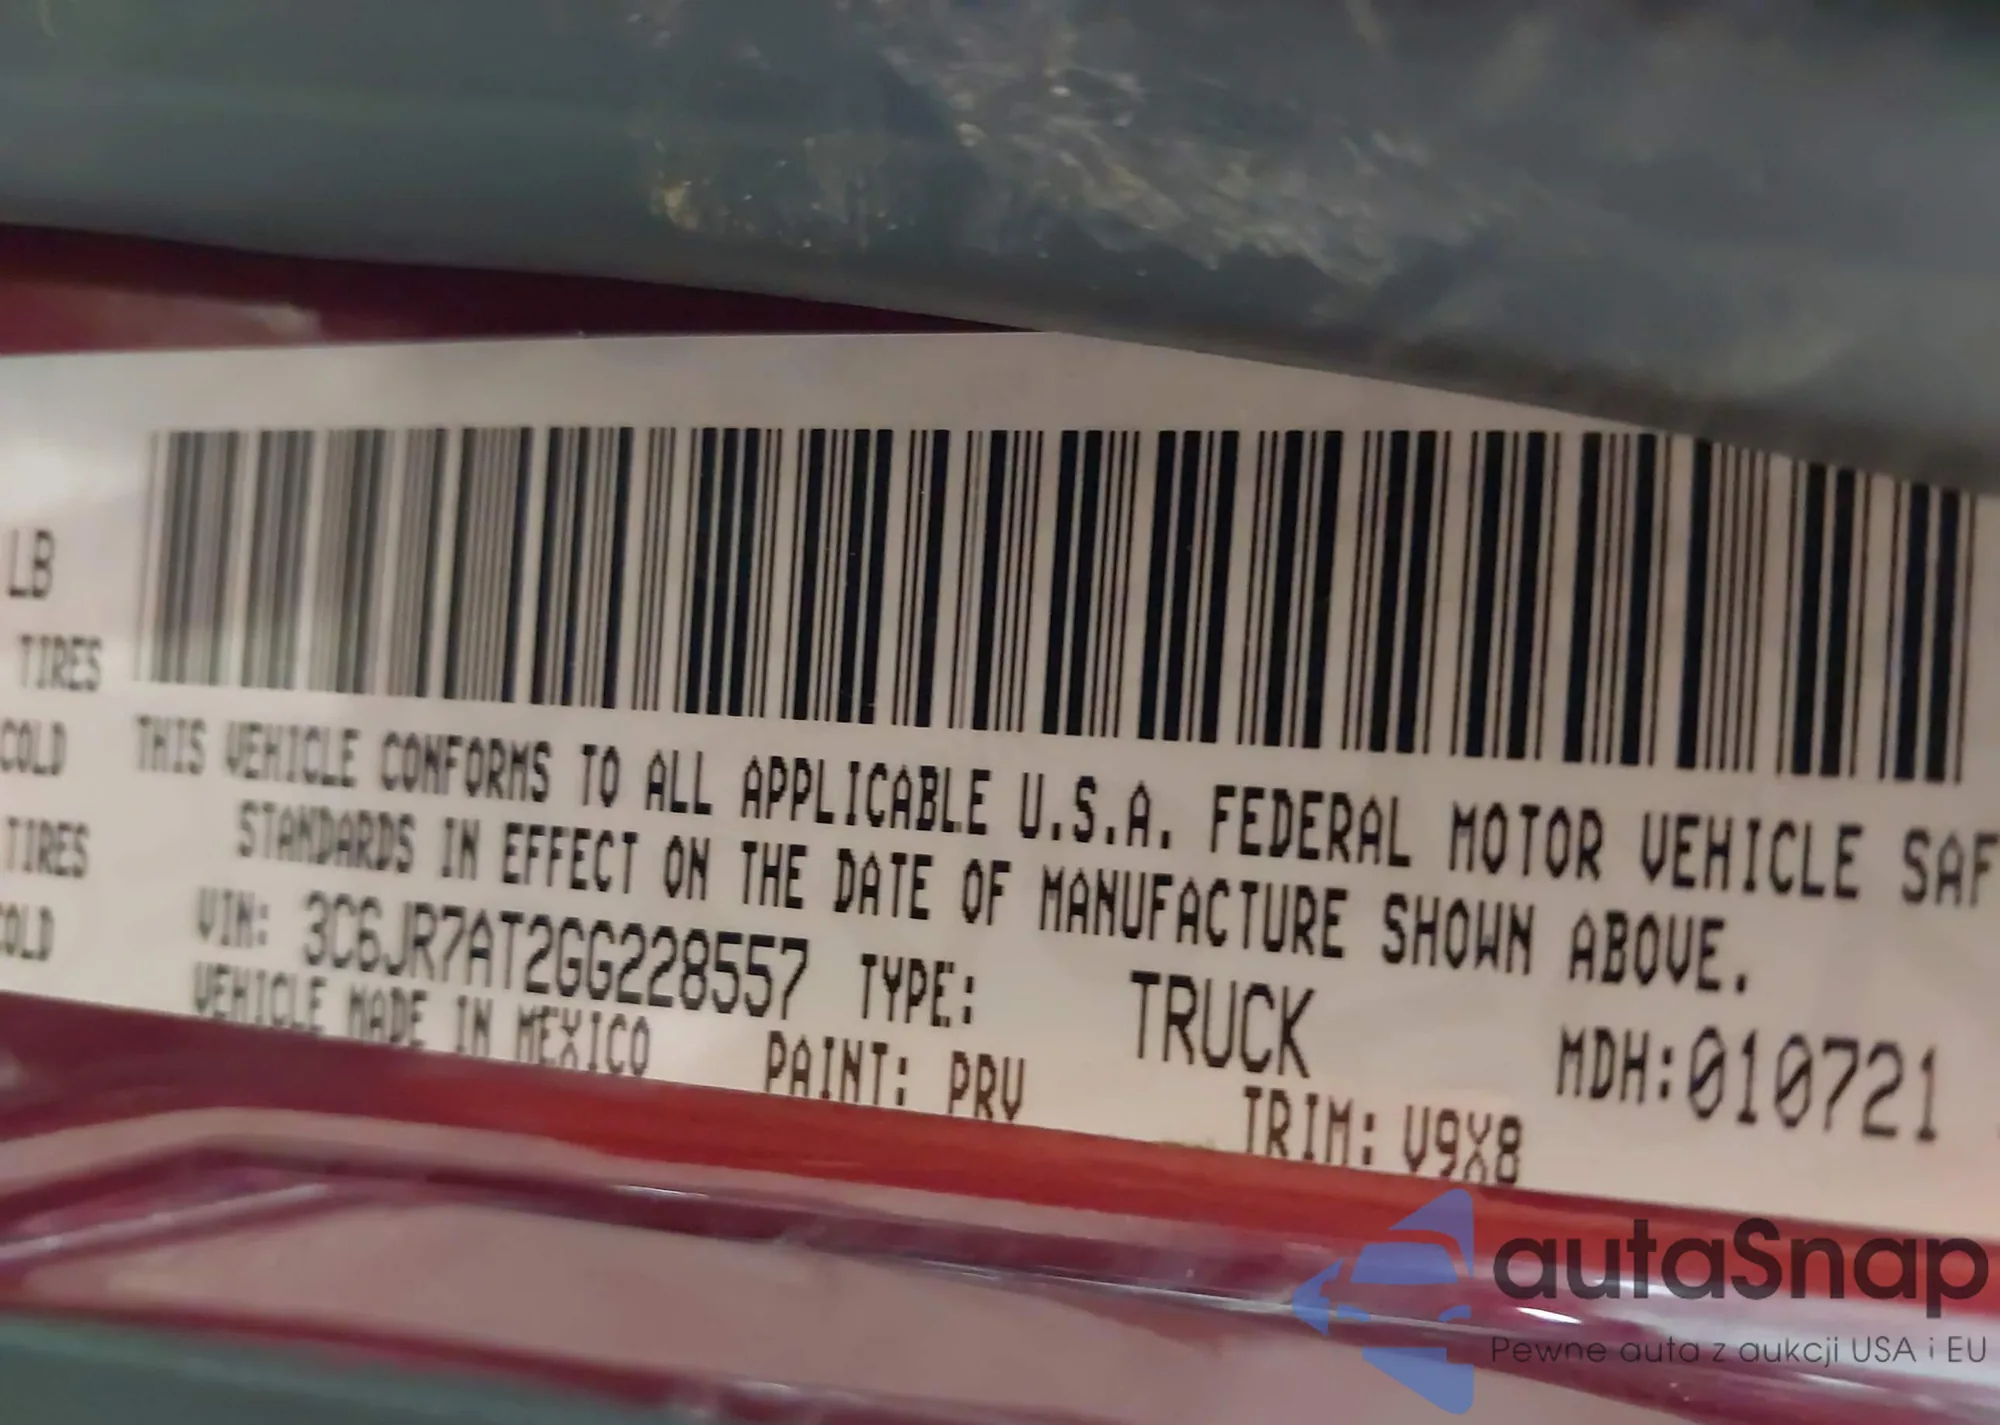 LB
TIRES
COLD
TIRES
COLD
THIS VEHICLE CONFORMS TO ALL APPLICABLE U.S.A. FEDERAL MOTOR VEHICLE SAF
STANDARDS IN EFFECT ON THE DATE OF MANUFACTURE SHOWN ABOVE.
VIN: 3C6JR7AT2GG228557 TYPE: TRUCK MDH:010721
VEHICLE MADE IN MEXICO PAINT: PRV TRIM: V9X8
autaSnap
Pewne auta z aukcji USA i EU